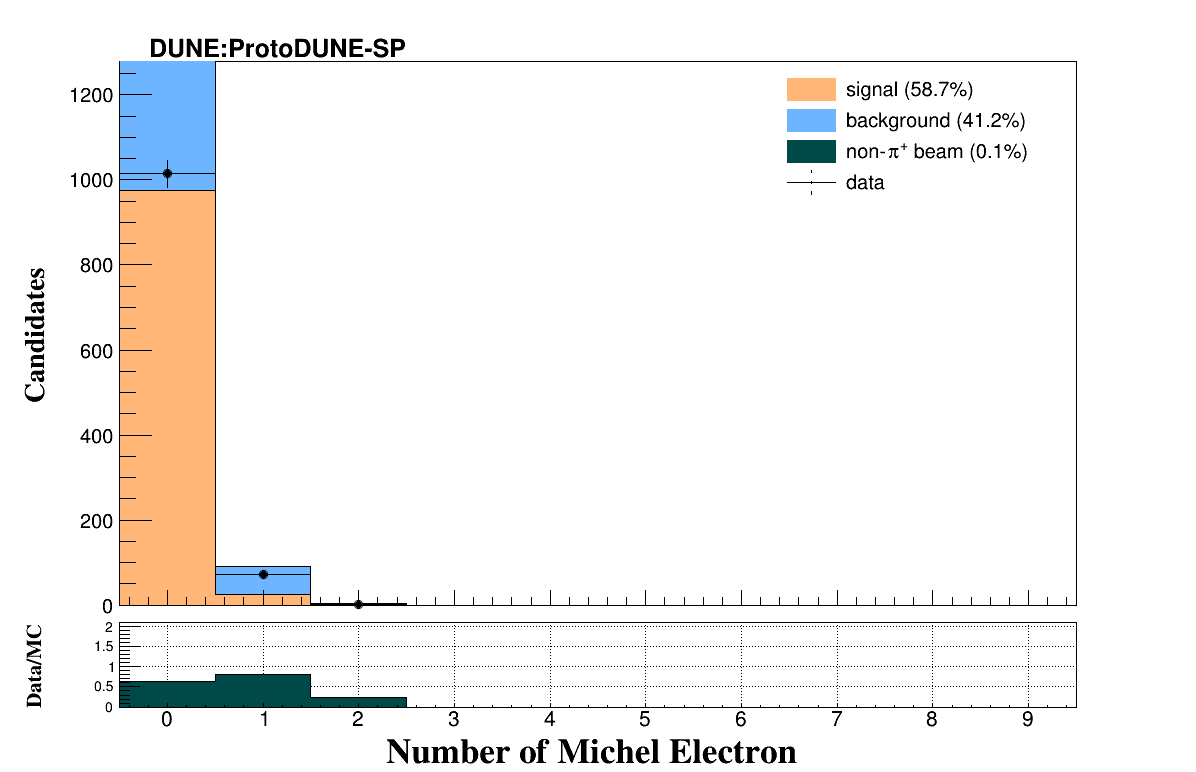 DUNE:ProtoDUNE-SP
signal (58.7%)
background (41.2%)
non-π⁺ beam (0.1%)
data
Candidates
1200
1000
800
600
400
200
0
Data/MC
2
1.5
1
0.5
0
0 1 2 3 4 5 6 7 8 9
Number of Michel Electron